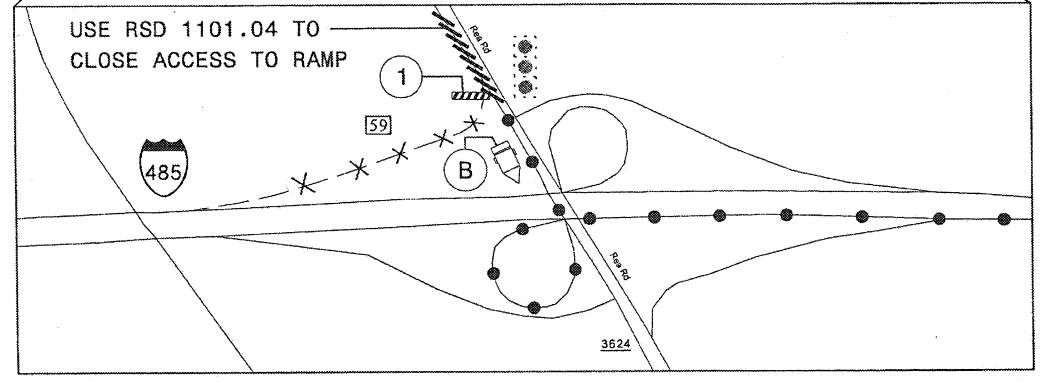 USE RSD 1101.04 TO
CLOSE ACCESS TO RAMP
Rea Rd
1
59
485
B
Rea Rd
3624